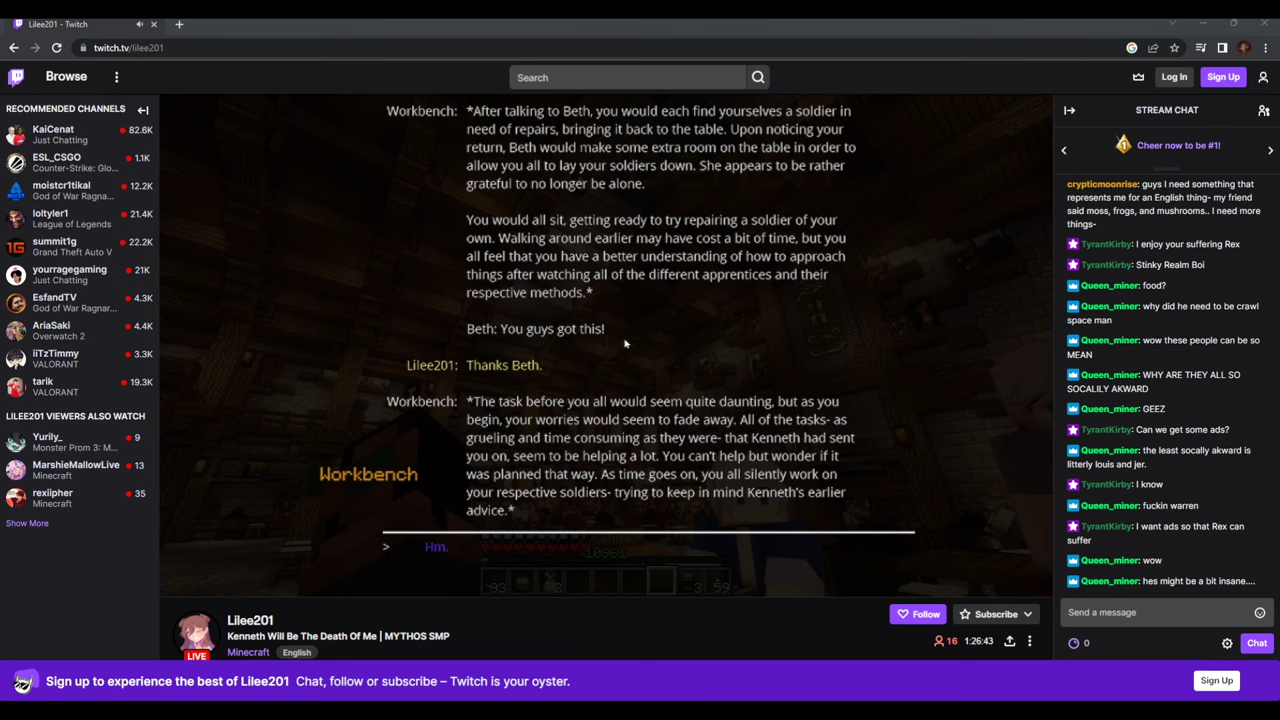 Lilee201 - Twitch
twitch.tv/lilee201
Browse
Search
Log In
Sign Up
RECOMMENDED CHANNELS
KaiCenat
Just Chatting
82.6K
ESL_CSGO
Counter-Strike: Glo...
1.1K
moistcr1tikal
God of War Ragna...
12.2K
loltyler1
League of Legends
21.4K
summit1g
Grand Theft Auto V
22.2K
yourragegaming
Just Chatting
21K
EsfandTV
God of War Ragnar...
4.3K
AriaSaki
Overwatch 2
4.4K
iiTzTimmy
VALORANT
3.3K
tarik
VALORANT
19.3K
LILEE201 VIEWERS ALSO WATCH
Yurily_
Monster Prom 3: M...
9
MarshieMallowLive
Minecraft
13
rexiipher
Minecraft
35
Show More
Workbench: *After talking to Beth, you would each find yourselves a soldier in
need of repairs, bringing it back to the table. Upon noticing your
return, Beth would make some extra room on the table in order to
allow you all to lay your soldiers down. She appears to be rather
grateful to no longer be alone.
You would all sit, getting ready to try repairing a soldier of your
own. Walking around earlier may have cost a bit of time, but you
all feel that you have a better understanding of how to approach
things after watching all of the different apprentices and their
respective methods.*
Beth: You guys got this!
Lilee201: Thanks Beth.
Workbench: *The task before you all would seem quite daunting, but as you
begin, your worries would seem to fade away. All of the tasks- as
grueling and time consuming as they were- that Kenneth had sent
you on, seem to be helping a lot. You can't help but wonder if it
was planned that way. As time goes on, you all silently work on
your respective soldiers- trying to keep in mind Kenneth's earlier
advice.*
Workbench
> Hm.
10961
33
2
3
59
Lilee201
Kenneth Will Be The Death Of Me | MYTHOS SMP
Minecraft
English
LIVE
Follow
Subscribe
16
1:26:43
STREAM CHAT
1
Cheer now to be #1!
crypticmoonrise: guys I need something that
represents me for an English thing- my friend
said moss, frogs, and mushrooms.. I need more
things-
TyrantKirby: I enjoy your suffering Rex
TyrantKirby: Stinky Realm Boi
Queen_miner: food?
Queen_miner: why did he need to be crawl
space man
Queen_miner: wow these people can be so
MEAN
Queen_miner: WHY ARE THEY ALL SO
SOCALILY AKWARD
Queen_miner: GEEZ
TyrantKirby: Can we get some ads?
Queen_miner: the least socally akward is
litterly louis and jer.
TyrantKirby: I know
Queen_miner: fuckin warren
TyrantKirby: I want ads so that Rex can
suffer
Queen_miner: wow
Queen_miner: hes might be a bit insane....
Send a message
0
Chat
Sign up to experience the best of Lilee201 Chat, follow or subscribe – Twitch is your oyster.
Sign Up